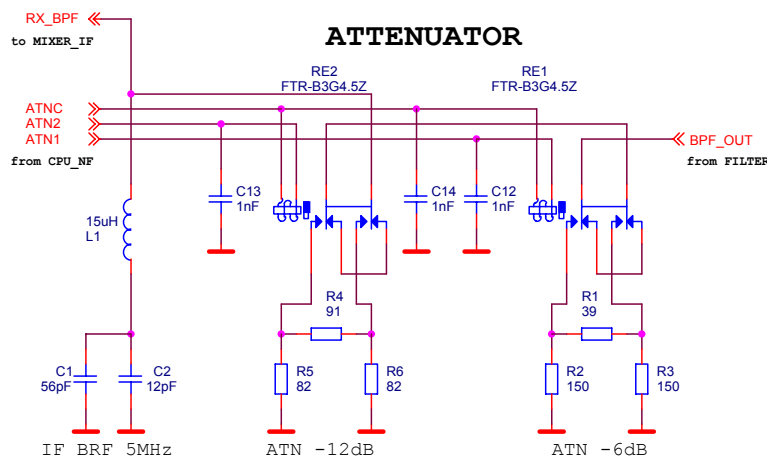 RX_BPF
to MIXER_IF
ATTENUATOR
RE2
FTR-B3G4.5Z
RE1
FTR-B3G4.5Z
ATNC
ATN2
ATN1
from CPU_NF
BPF_OUT
from FILTER
C13
1nF
C14
1nF
C12
1nF
15uH
L1
R4
91
R1
39
C1
56pF
C2
12pF
R5
82
R6
82
R2
150
R3
150
IF BRF 5MHz
ATN -12dB
ATN -6dB